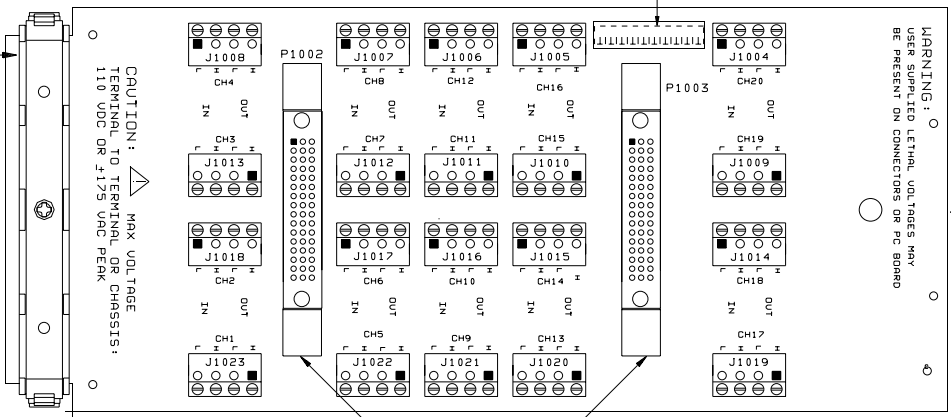 CAUTION: MAX VOLTAGE
TERMINAL TO TERMINAL OR CHASSIS:
110 VDC OR ±175 VAC PEAK
J1008
CH4
IN
OUT
CH3
J1013
J1018
CH2
IN
OUT
CH1
J1023
P1002
J1007
CH8
IN
OUT
CH7
J1012
J1017
CH6
IN
OUT
CH5
J1022
J1006
CH12
CH11
J1011
J1016
CH10
CH9
J1021
J1005
CH16
IN
OUT
CH15
J1010
J1015
CH14
IN
OUT
CH13
J1020
P1003
J1004
CH20
IN
OUT
CH19
J1009
J1014
CH18
IN
OUT
CH17
J1019
WARNING:
USER SUPPLIED LETHAL VOLTAGES MAY
BE PRESENT ON CONNECTORS OR PC BOARD